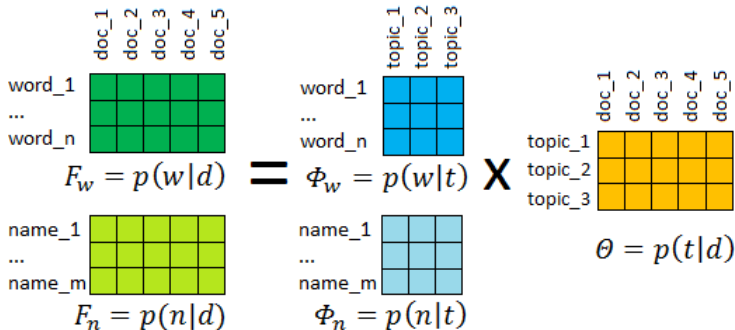 doc_1 doc_2 doc_3 doc_4 doc_5
word_1
...
word_n
F_w = p(w|d)
=
topic_1 topic_2 topic_3
word_1
...
word_n
Φ_w = p(w|t)
X
doc_1 doc_2 doc_3 doc_4 doc_5
topic_1
topic_2
topic_3
Θ = p(t|d)
name_1
...
name_m
F_n = p(n|d)
name_1
...
name_m
Φ_n = p(n|t)